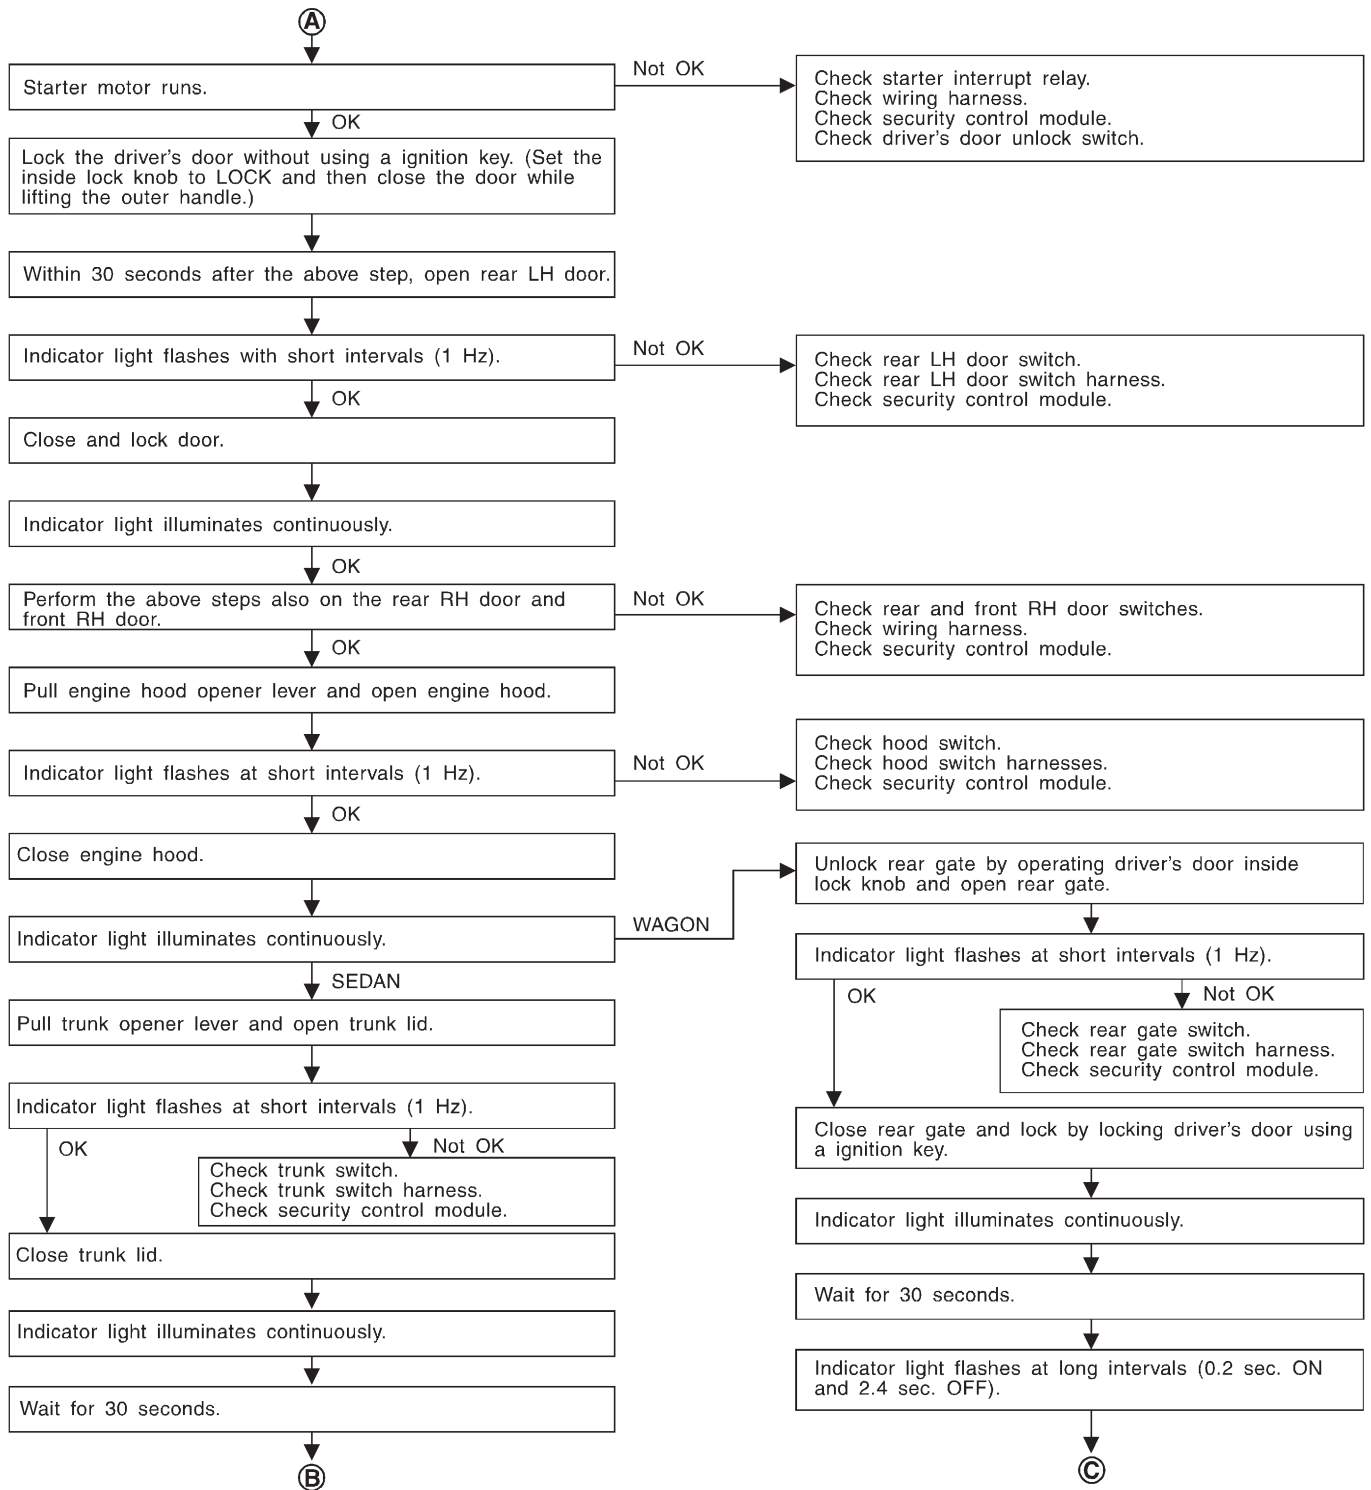 A
Starter motor runs.
Not OK
Check starter interrupt relay.
Check wiring harness.
Check security control module.
Check driver's door unlock switch.
OK
Lock the driver's door without using a ignition key. (Set the
inside lock knob to LOCK and then close the door while
lifting the outer handle.)
Within 30 seconds after the above step, open rear LH door.
Indicator light flashes with short intervals (1 Hz).
Not OK
Check rear LH door switch.
Check rear LH door switch harness.
Check security control module.
OK
Close and lock door.
Indicator light illuminates continuously.
OK
Perform the above steps also on the rear RH door and
front RH door.
Not OK
Check rear and front RH door switches.
Check wiring harness.
Check security control module.
OK
Pull engine hood opener lever and open engine hood.
Indicator light flashes at short intervals (1 Hz).
Not OK
Check hood switch.
Check hood switch harnesses.
Check security control module.
OK
Close engine hood.
Indicator light illuminates continuously.
WAGON
SEDAN
Pull trunk opener lever and open trunk lid.
Indicator light flashes at short intervals (1 Hz).
OK
Not OK
Check trunk switch.
Check trunk switch harness.
Check security control module.
Close trunk lid.
Indicator light illuminates continuously.
Wait for 30 seconds.
B
Unlock rear gate by operating driver's door inside
lock knob and open rear gate.
Indicator light flashes at short intervals (1 Hz).
OK
Not OK
Check rear gate switch.
Check rear gate switch harness.
Check security control module.
Close rear gate and lock by locking driver's door using
a ignition key.
Indicator light illuminates continuously.
Wait for 30 seconds.
Indicator light flashes at long intervals (0.2 sec. ON
and 2.4 sec. OFF).
C